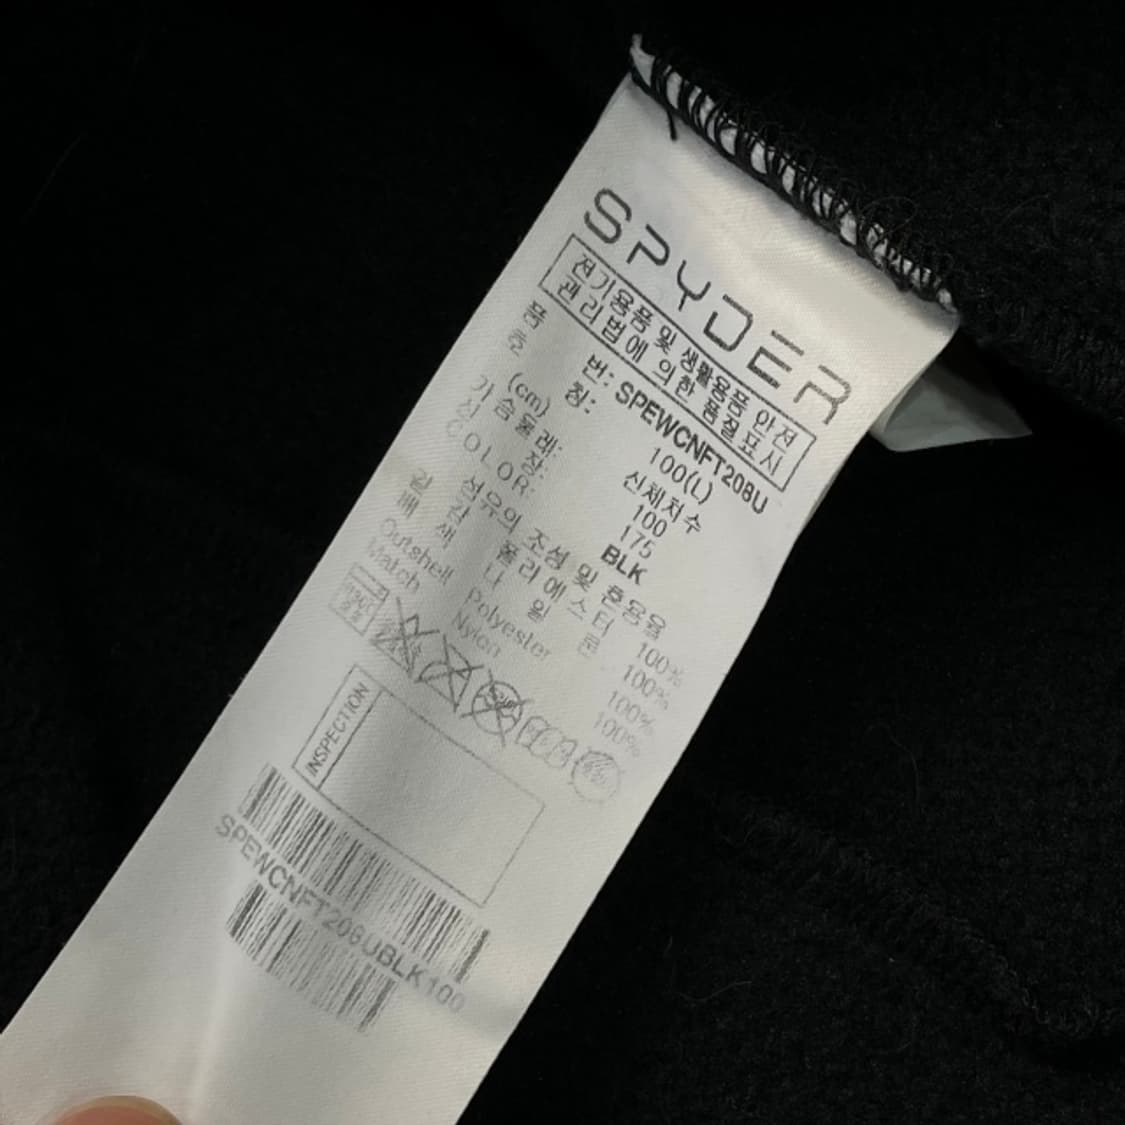 SPYDER
전기용품 및 생활용품 안전
관리법에 의한 품질표시
품 번: SPEWCNFT208U
호 칭: 100(L)
(cm) 신체치수
가슴둘레: 100
신 장: 175
COLOR: BLK
섬유의 조성 및 혼용율
겉 감 폴리에스터 100%
배 색 나 일 론 100%
Outshell Polyester 100%
Match Nylon 100%
INSPECTION
SPEWCNFT208UBLK100